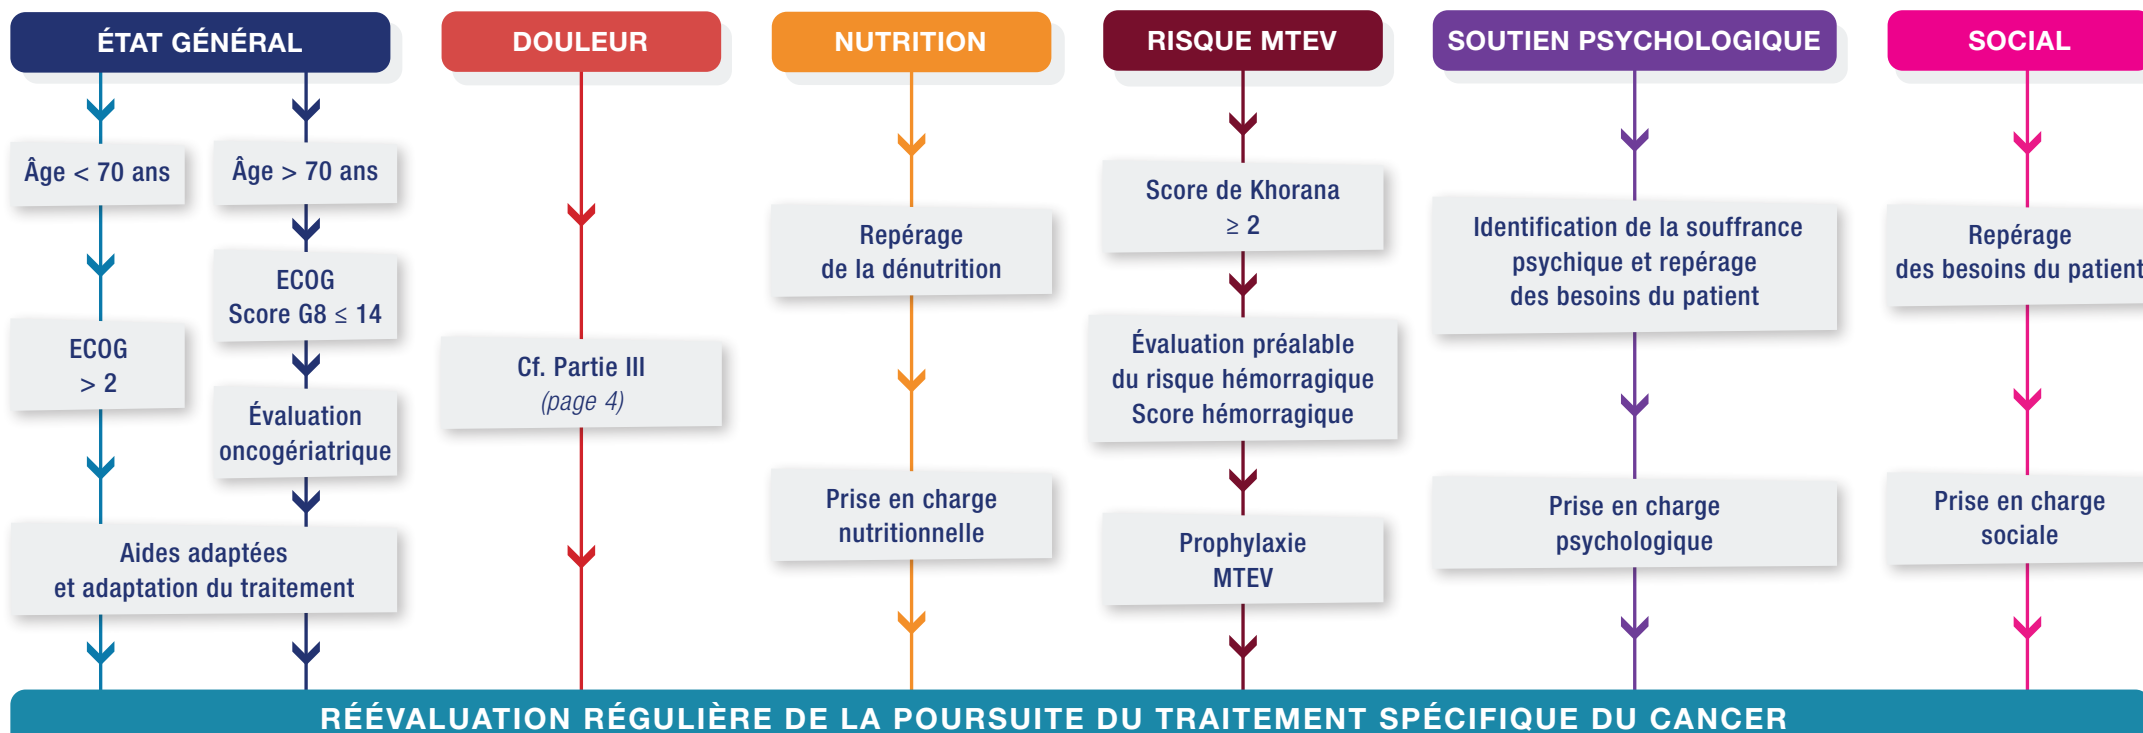 ÉTAT GÉNÉRAL
Âge < 70 ans
ECOG
> 2
Âge > 70 ans
ECOG
Score G8 ≤ 14
Évaluation
oncogériatrique
Aides adaptées
et adaptation du traitement
DOULEUR
Cf. Partie III
(page 4)
NUTRITION
Repérage
de la dénutrition
Prise en charge
nutritionnelle
RISQUE MTEV
Score de Khorana
≥ 2
Évaluation préalable
du risque hémorragique
Score hémorragique
Prophylaxie
MTEV
SOUTIEN PSYCHOLOGIQUE
Identification de la souffrance
psychique et repérage
des besoins du patient
Prise en charge
psychologique
SOCIAL
Repérage
des besoins du patient
Prise en charge
sociale
RÉÉVALUATION RÉGULIÈRE DE LA POURSUITE DU TRAITEMENT SPÉCIFIQUE DU CANCER